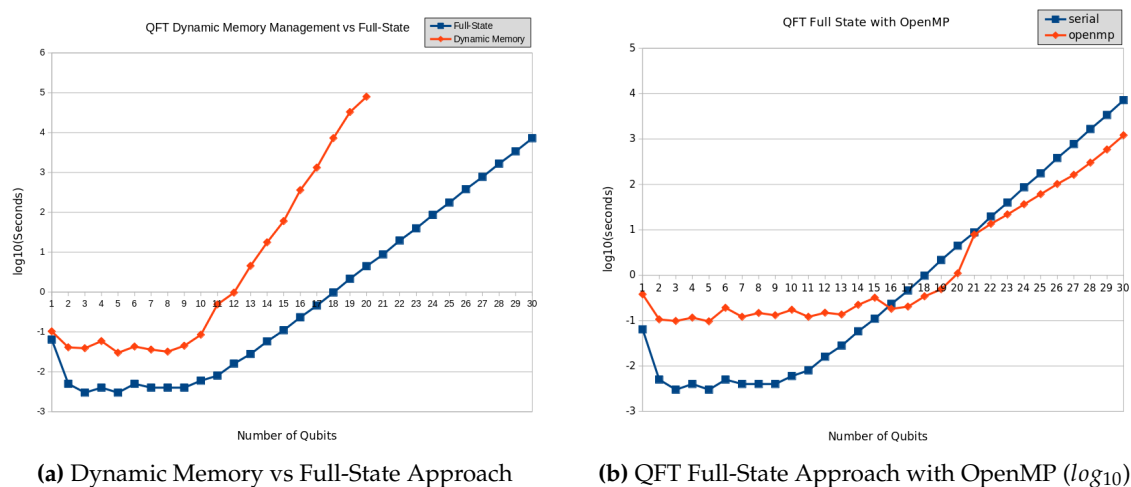 QFT Dynamic Memory Management vs Full-State
Full-State
Dynamic Memory
6
5
4
3
2
1
0
-1
-2
-3
log10(Seconds)
1 2 3 4 5 6 7 8 9 10 11 12 13 14 15 16 17 18 19 20 21 22 23 24 25 26 27 28 29 30
Number of Qubits
(a) Dynamic Memory vs Full-State Approach
QFT Full State with OpenMP
serial
openmp
5
4
3
2
1
0
-1
-2
-3
log10(seconds)
1 2 3 4 5 6 7 8 9 10 11 12 13 14 15 16 17 18 19 20 21 22 23 24 25 26 27 28 29 30
Number of Qubits
(b) QFT Full-State Approach with OpenMP (log10)